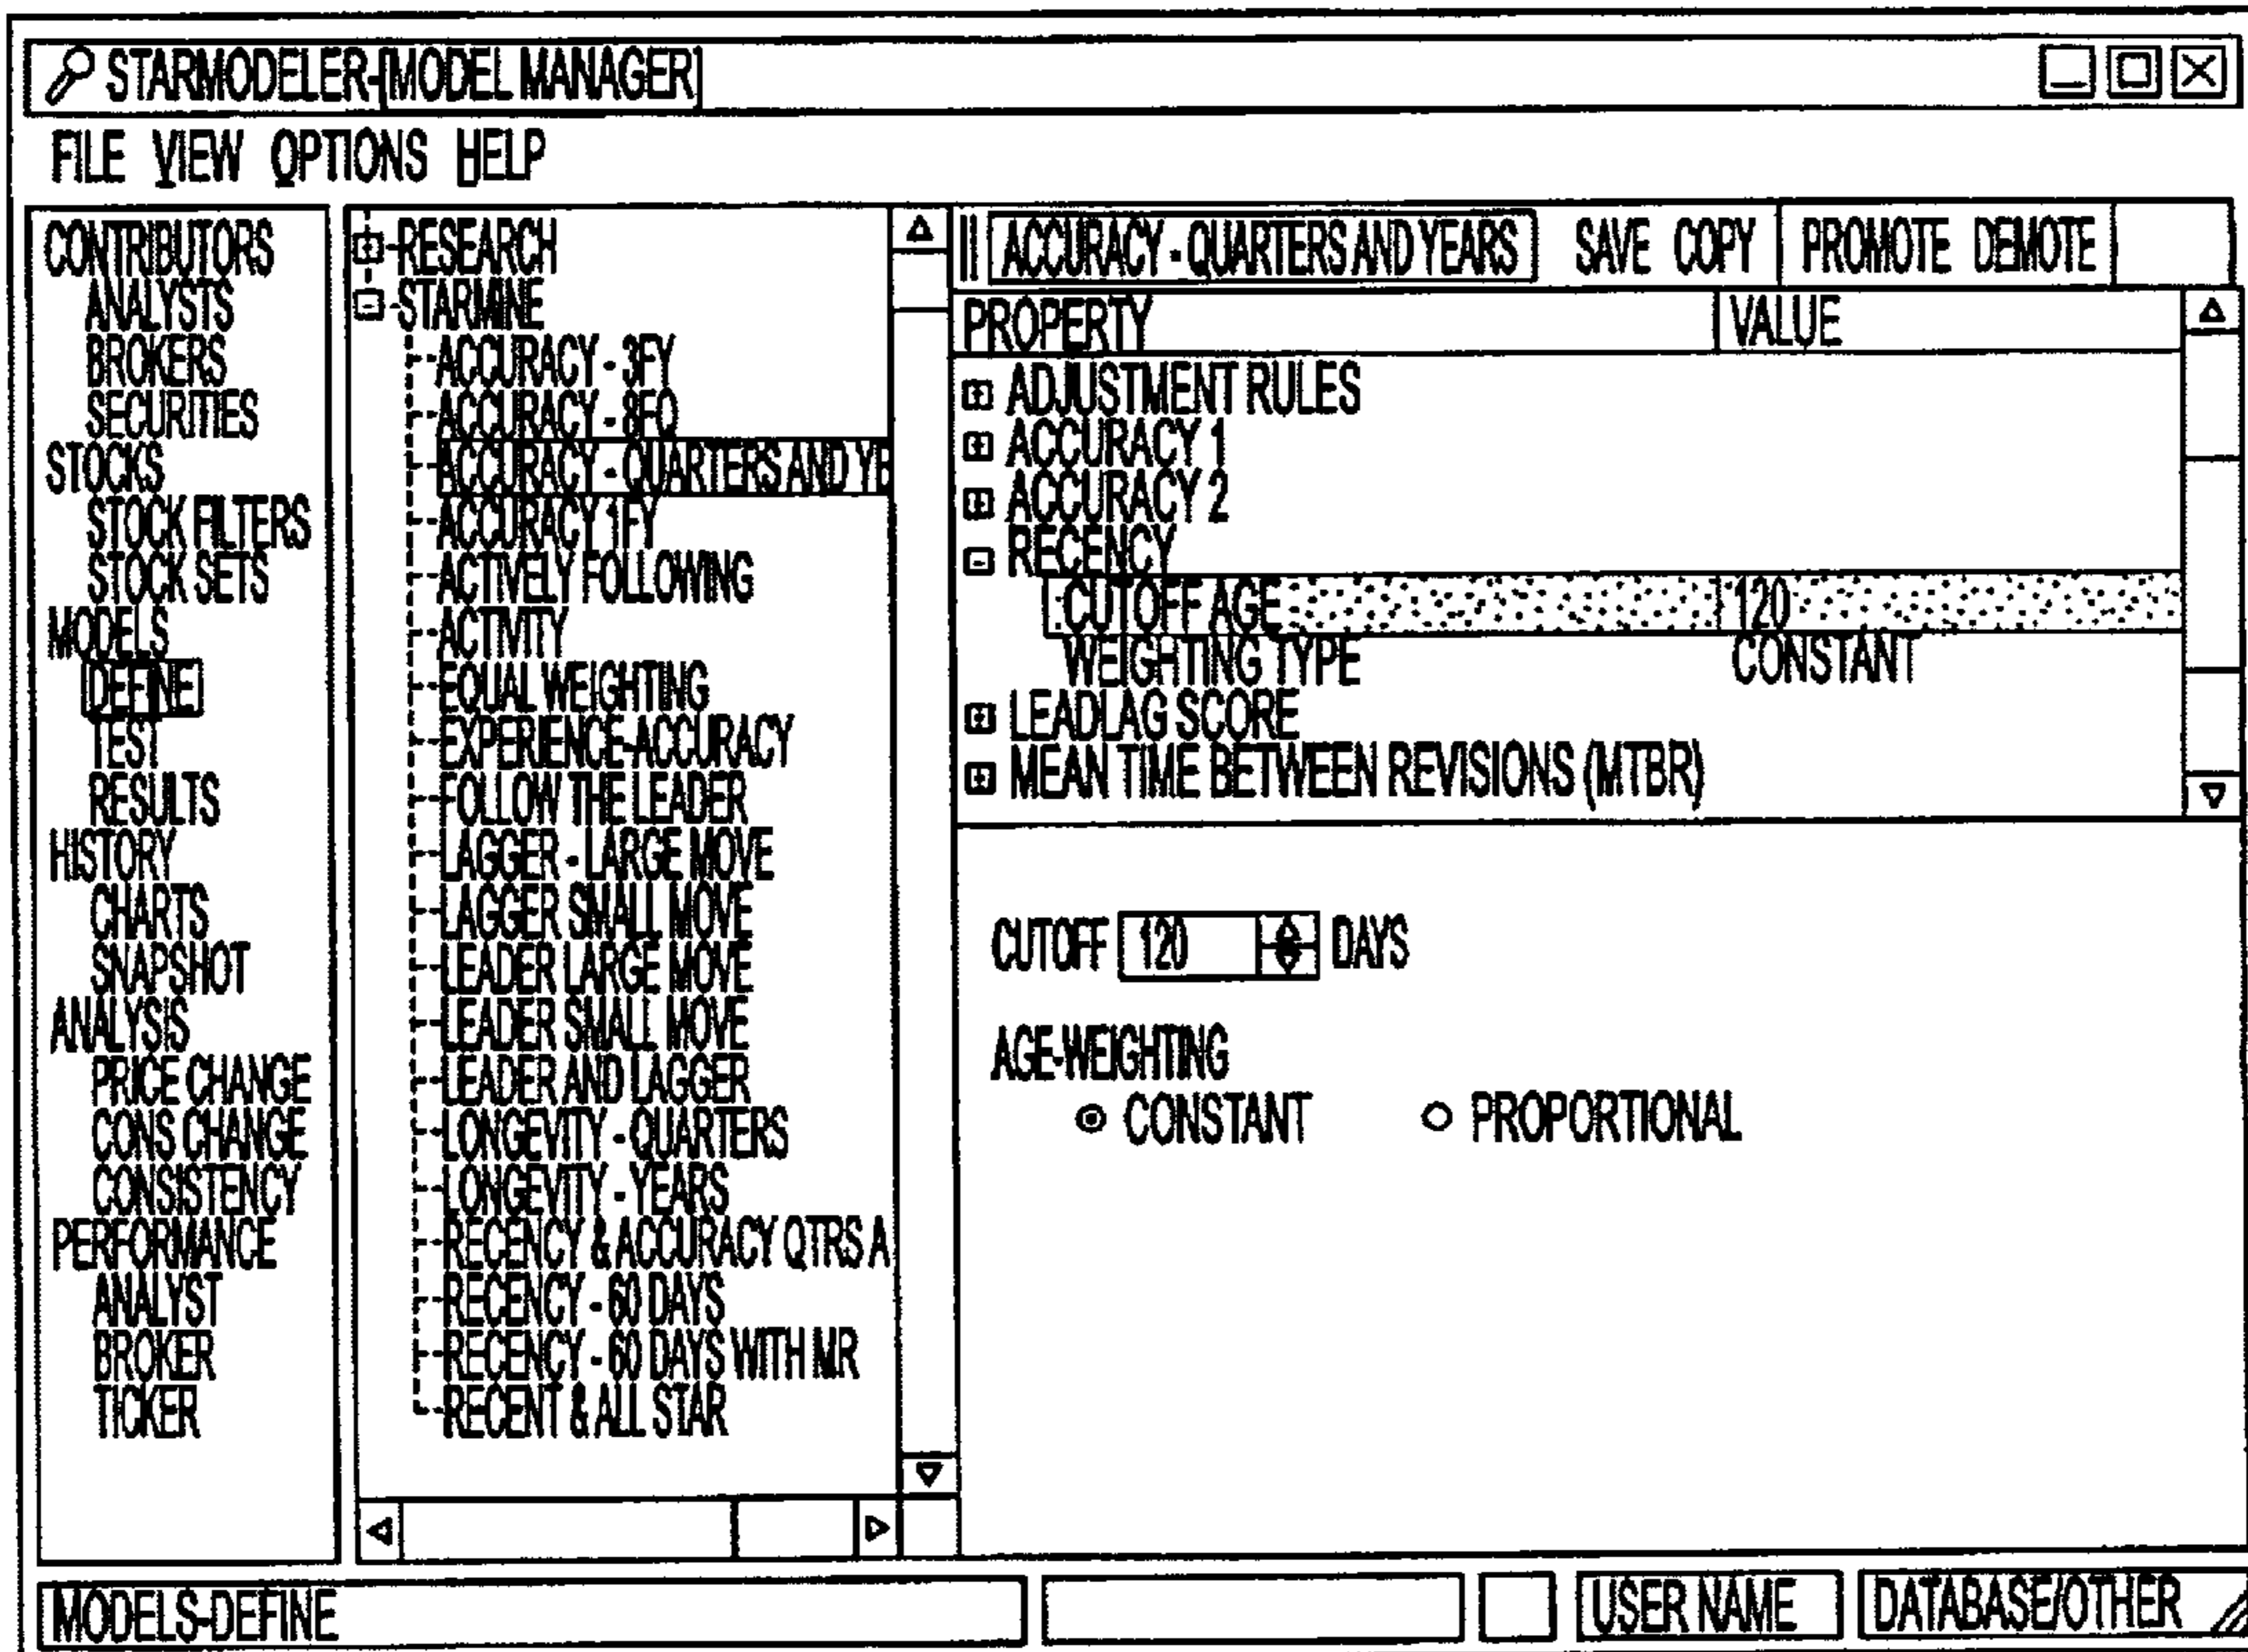 STARMODELER-[MODEL MANAGER]
FILE VIEW OPTIONS HELP
CONTRIBUTORS
ANALYSTS
BROKERS
SECURITIES
STOCKS
STOCK FILTERS
STOCK SETS
MODELS
DEFINE
TEST
RESULTS
HISTORY
CHARTS
SNAPSHOT
ANALYSIS
PRICE CHANGE
CONS CHANGE
CONSISTENCY
PERFORMANCE
ANALYST
BROKER
TICKER
RESEARCH
STARMINE
ACCURACY - 3FY
ACCURACY - 8FQ
ACCURACY - QUARTERS AND YE
ACCURACY 1FY
ACTIVELY FOLLOWING
ACTIVITY
EQUAL WEIGHTING
EXPERIENCE-ACCURACY
FOLLOW THE LEADER
LAGGER - LARGE MOVE
LAGGER SMALL MOVE
LEADER LARGE MOVE
LEADER SMALL MOVE
LEADER AND LAGGER
LONGEVITY - QUARTERS
LONGEVITY - YEARS
RECENCY & ACCURACY QTRS A
RECENCY - 60 DAYS
RECENCY - 60 DAYS WITH MR
RECENT & ALL STAR
ACCURACY - QUARTERS AND YEARS SAVE COPY PROMOTE DEMOTE
PROPERTY VALUE
ADJUSTMENT RULES
ACCURACY 1
ACCURACY 2
RECENCY
CUTOFF AGE 120
WEIGHTING TYPE CONSTANT
LEADLAG SCORE
MEAN TIME BETWEEN REVISIONS (MTBR)
CUTOFF 120 DAYS
AGE-WEIGHTING
CONSTANT PROPORTIONAL
MODELS-DEFINE USER NAME DATABASE/OTHER